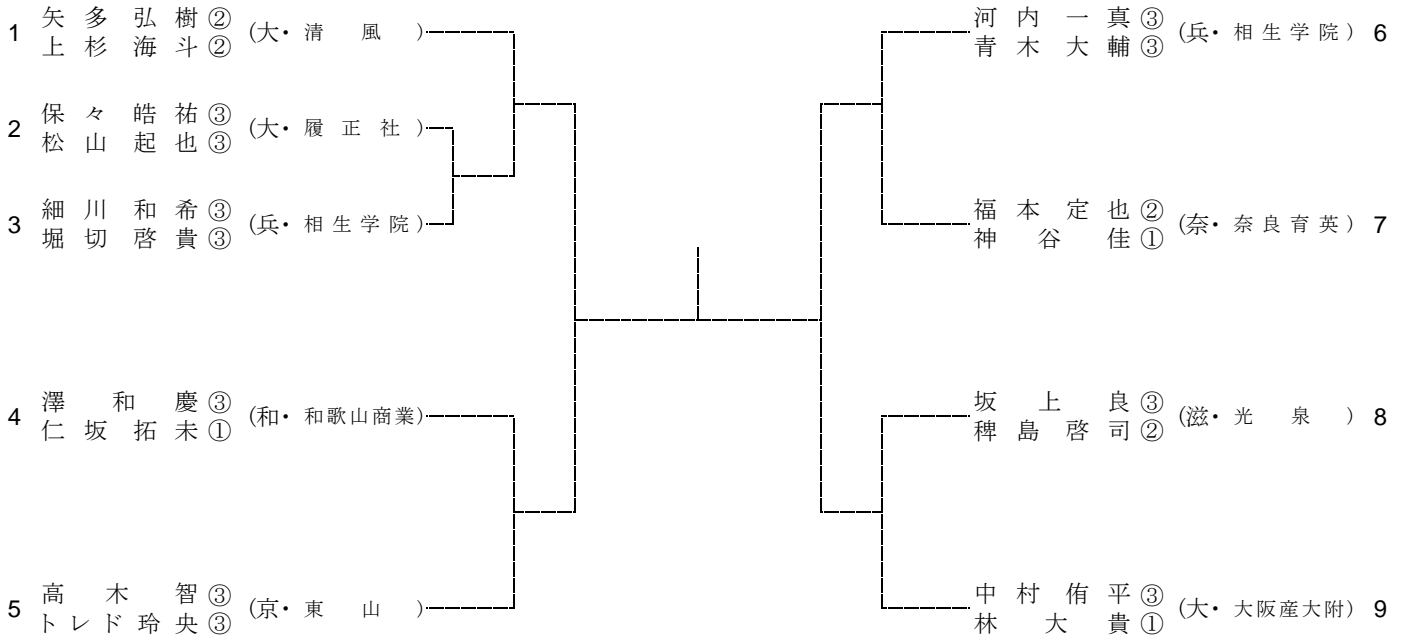 1 矢多弘樹② (大・清風)
上杉海斗②
2 保々皓祐③ (大・履正社)
松山起也③
3 細川和希③ (兵・相生学院)
堀切啓貴③
4 澤和慶③ (和・和歌山商業)
仁坂拓未①
5 高木智③ (京・東山)
トレド玲央③
河内一真③ (兵・相生学院) 6
青木大輔③
福本定也② (奈・奈良育英) 7
神谷佳①
坂上良③ (滋・光泉) 8
稗島啓司②
中村侑平③ (大・大阪産大附) 9
林大貴①